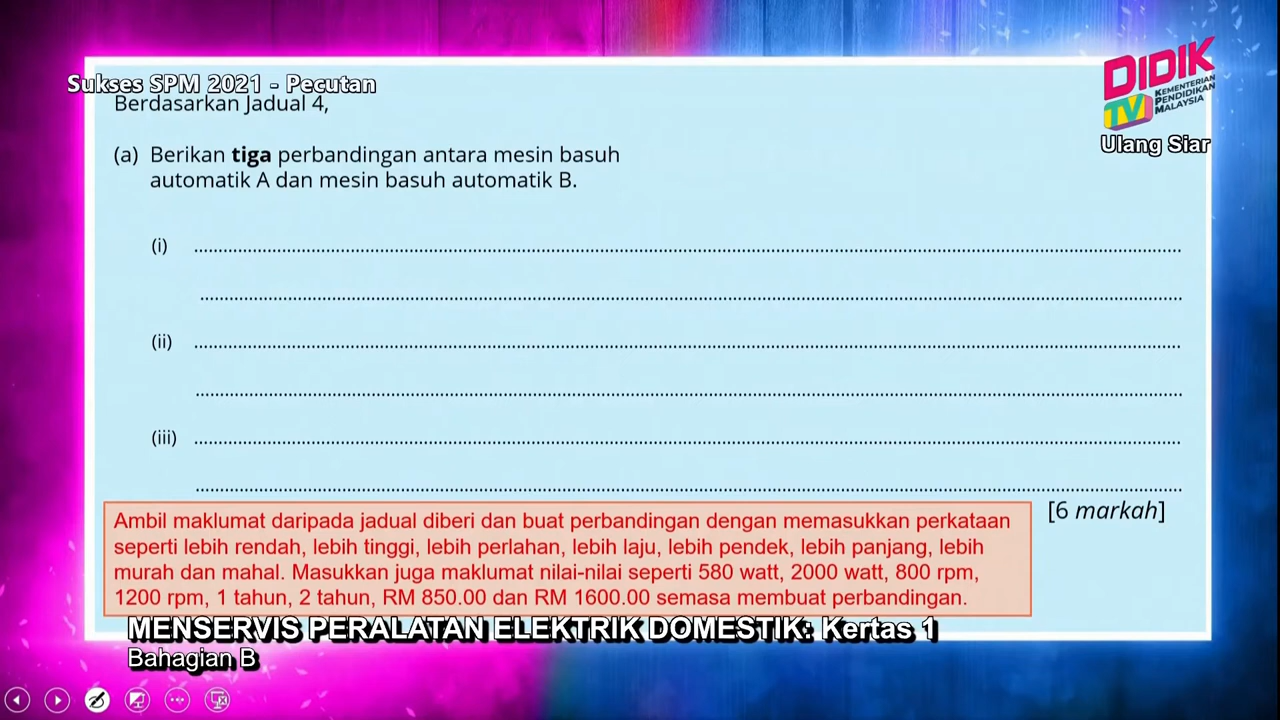 Sukses SPM 2021 - Pecutan
DIDIK
TV
KEMENTERIAN
PENDIDIKAN
MALAYSIA
Ulang Siar
Berdasarkan Jadual 4,
(a) Berikan tiga perbandingan antara mesin basuh
automatik A dan mesin basuh automatik B.
(i) ........................................................................
........................................................................
(ii) ........................................................................
........................................................................
(iii) ........................................................................
........................................................................
[6 markah]
Ambil maklumat daripada jadual diberi dan buat perbandingan dengan memasukkan perkataan
seperti lebih rendah, lebih tinggi, lebih perlahan, lebih laju, lebih pendek, lebih panjang, lebih
murah dan mahal. Masukkan juga maklumat nilai-nilai seperti 580 watt, 2000 watt, 800 rpm,
1200 rpm, 1 tahun, 2 tahun, RM 850.00 dan RM 1600.00 semasa membuat perbandingan.
MENSERVIS PERALATAN ELEKTRIK DOMESTIK: Kertas 1
Bahagian B